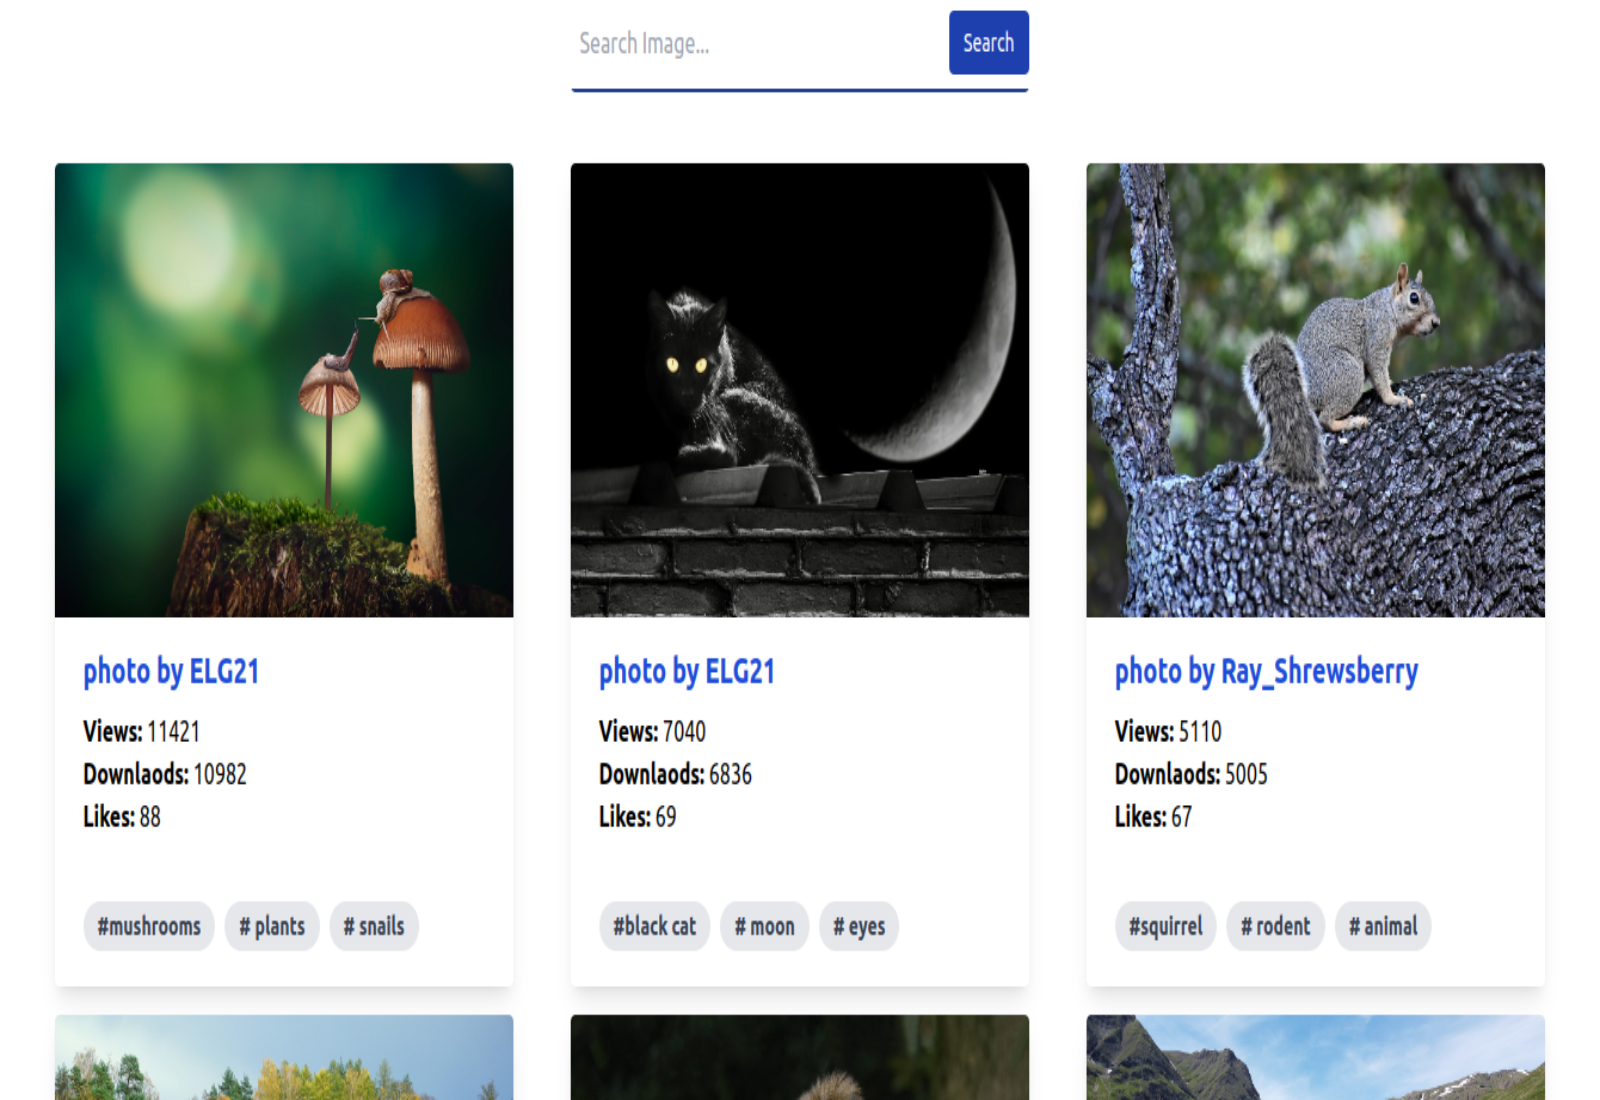 Search Image...
Search
photo by ELG21
Views: 11421
Downlaods: 10982
Likes: 88
#mushrooms # plants # snails
photo by ELG21
Views: 7040
Downlaods: 6836
Likes: 69
#black cat # moon # eyes
photo by Ray_Shrewsberry
Views: 5110
Downlaods: 5005
Likes: 67
#squirrel # rodent # animal